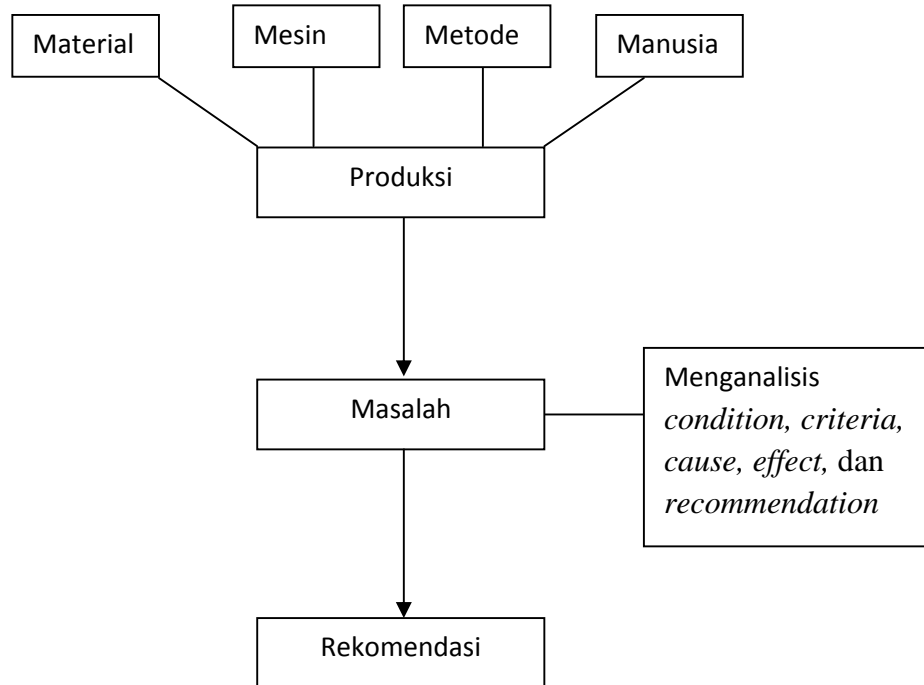 Material
Mesin
Metode
Manusia
Produksi
Masalah
Menganalisis
condition, criteria,
cause, effect, dan
recommendation
Rekomendasi